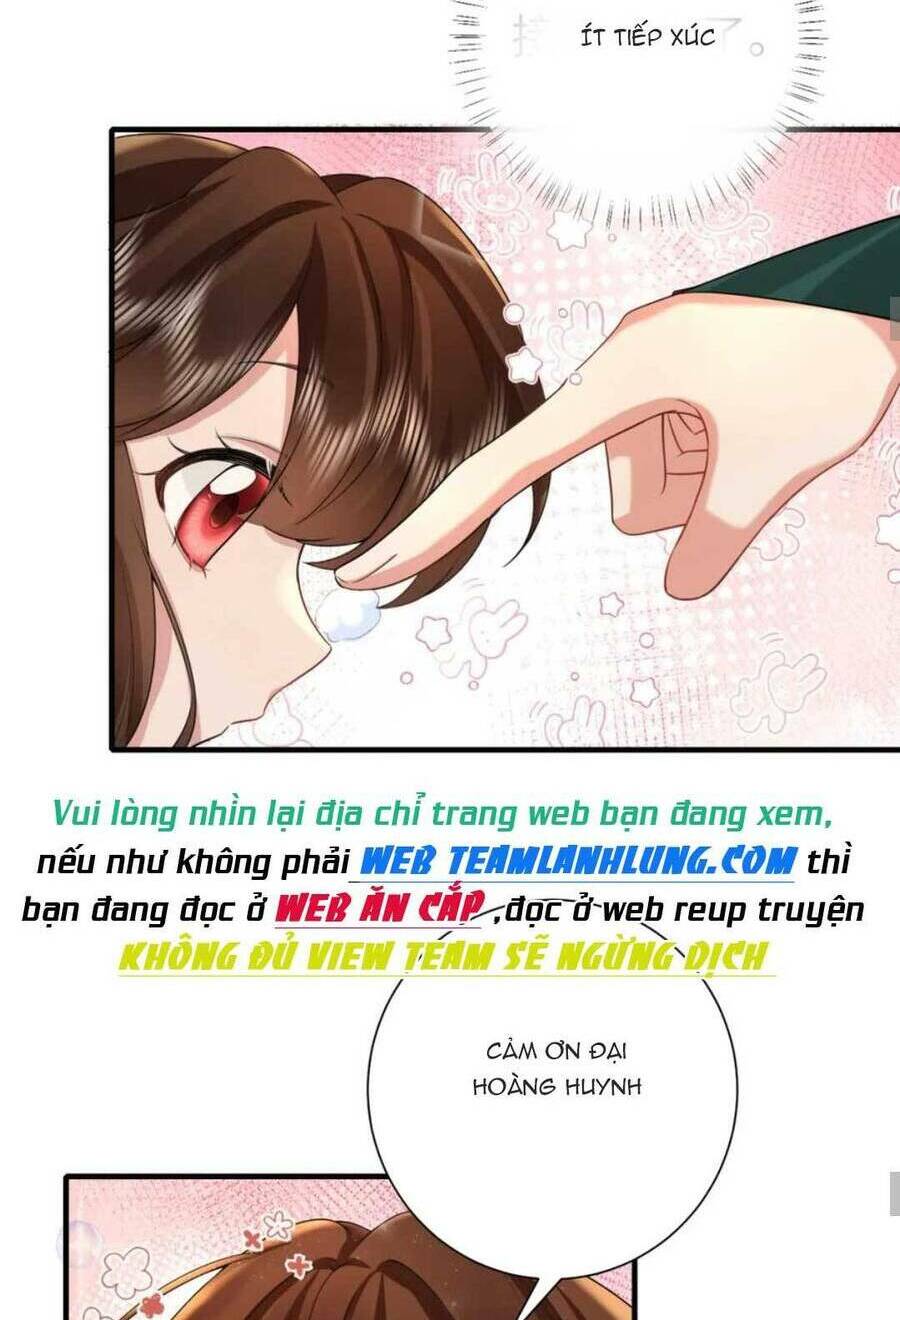 ÍT TIẾP XÚC
Vui lòng nhìn lại địa chỉ trang web bạn đang xem,
nếu như không phải WEB TEAMLANHLUNG.COM thì
bạn đang đọc ở WEB ĂN CẮP ,đọc ở web reup truyện
KHÔNG ĐỦ VIEW TEAM SẼ NGỪNG DỊCH
CẢM ƠN ĐẠI
HOÀNG HUYNH